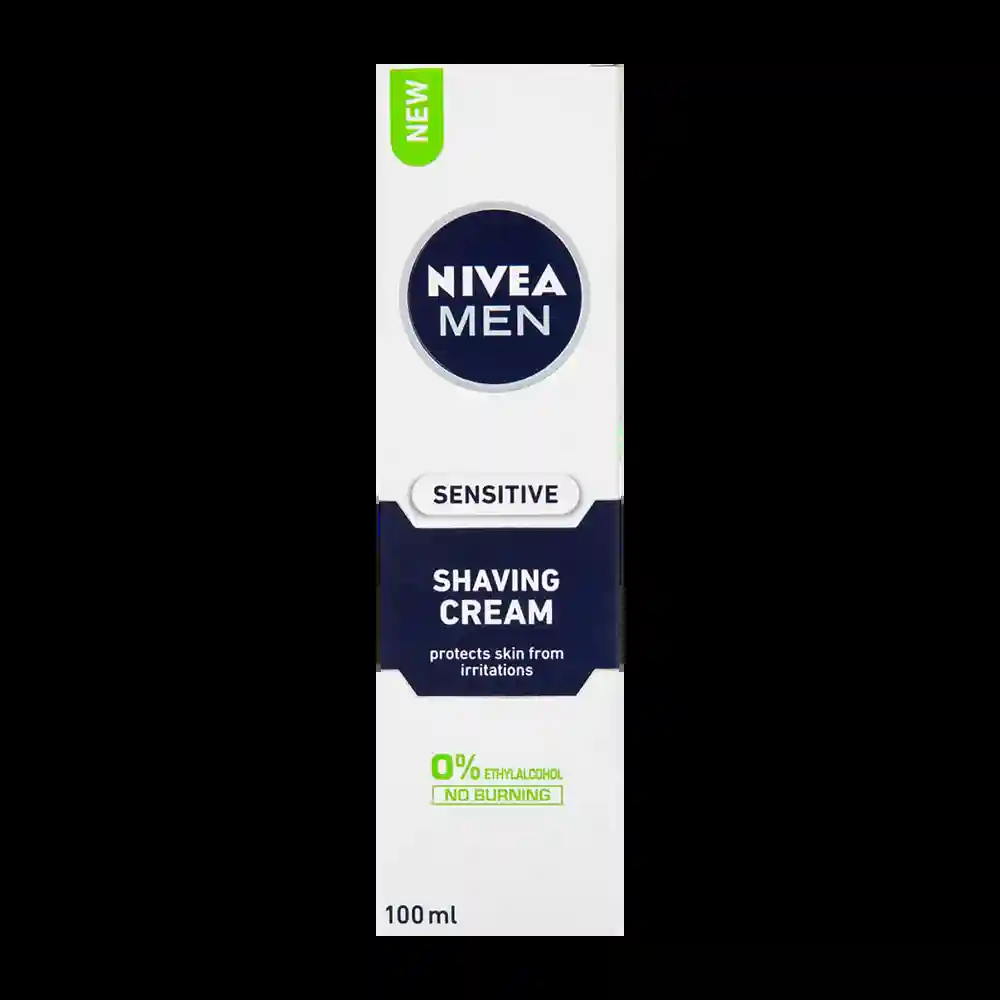 NEW
NIVEA
MEN
SENSITIVE
SHAVING
CREAM
protects skin from
irritations
0% ETHYLALCOHOL
NO BURNING
100 ml